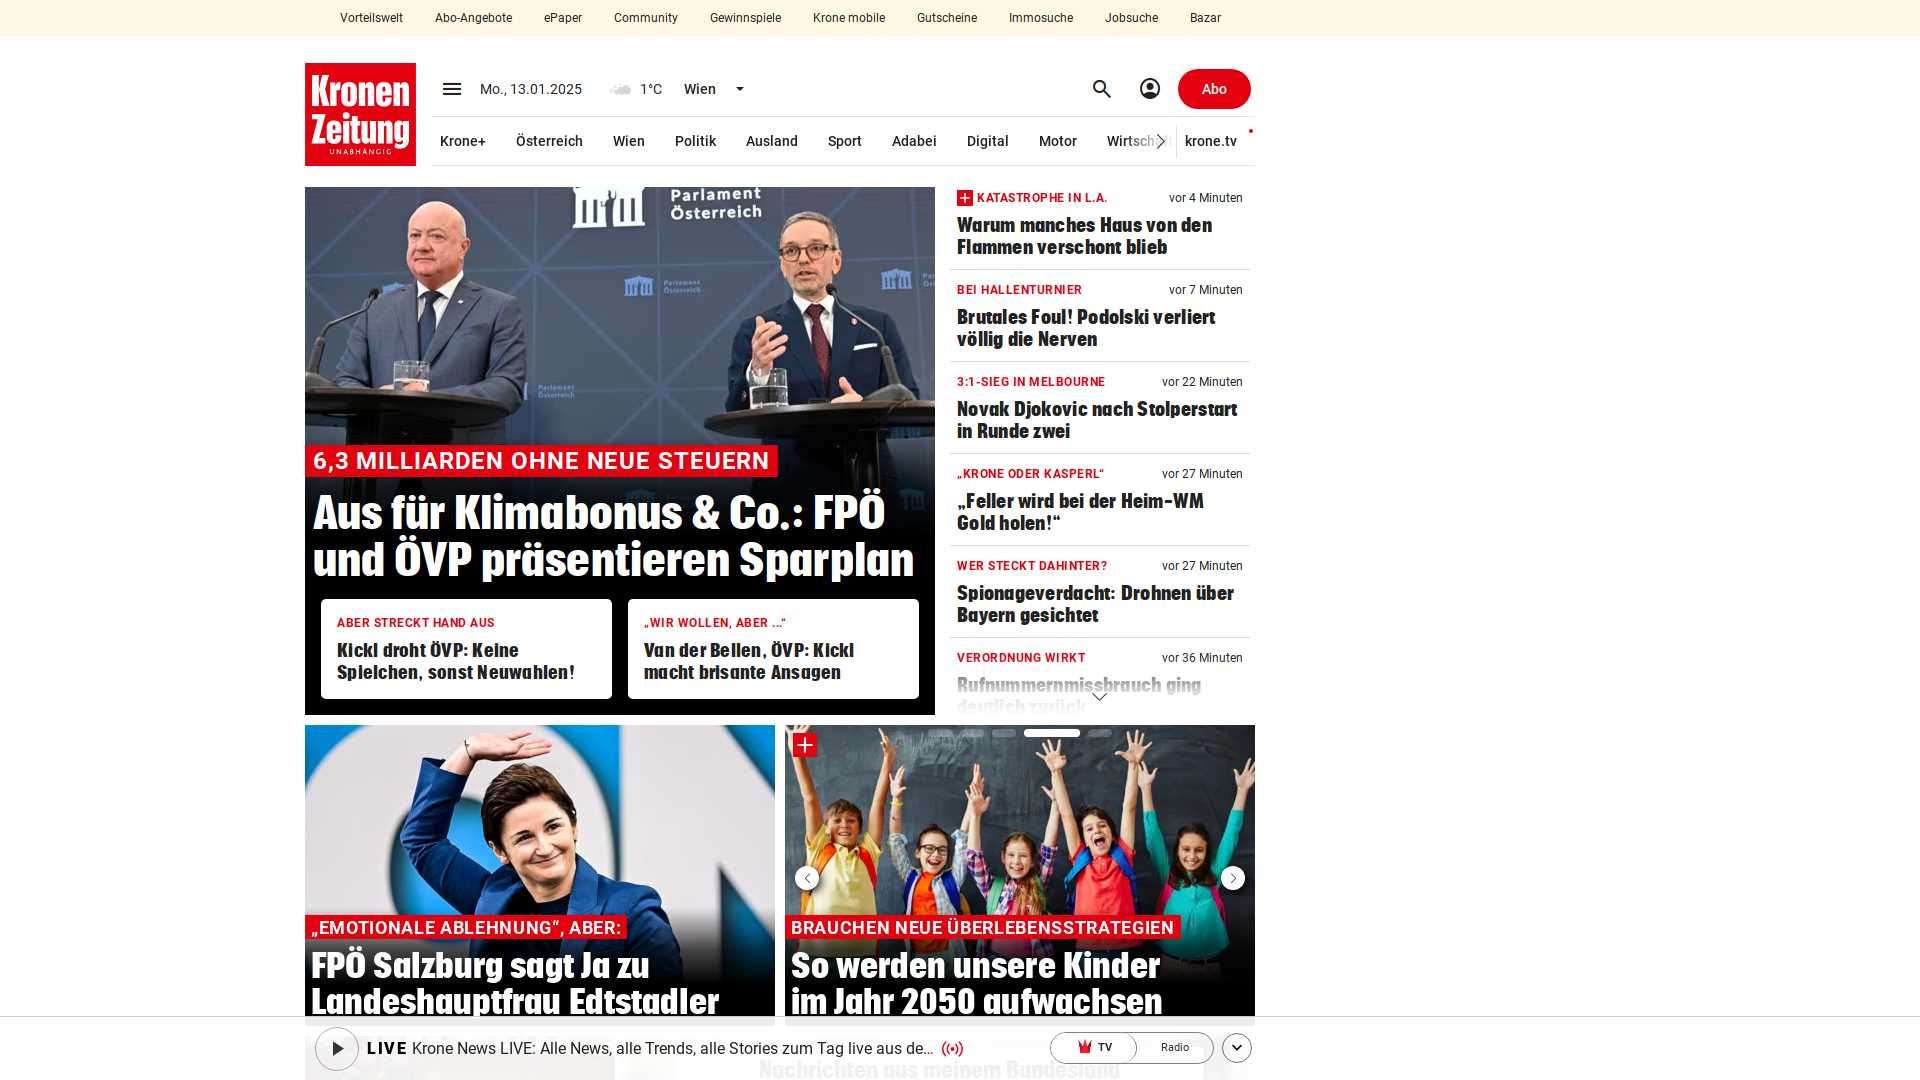 Vorteilswelt Abo-Angebote ePaper Community Gewinnspiele Krone mobile Gutscheine Immosuche Jobsuche Bazar
Kronen
Zeitung
UNABHÄNGIG
Mo., 13.01.2025 1°C Wien
Abo
Krone+ Österreich Wien Politik Ausland Sport Adabei Digital Motor Wirtschaft krone.tv
Parlament
Österreich
Parlament
Österreich
Parlament
Österreich
6,3 MILLIARDEN OHNE NEUE STEUERN
Aus für Klimabonus & Co.: FPÖ
und ÖVP präsentieren Sparplan
ABER STRECKT HAND AUS
Kickl droht ÖVP: Keine
Spielchen, sonst Neuwahlen!
„WIR WOLLEN, ABER ...“
Van der Bellen, ÖVP: Kickl
macht brisante Ansagen
KATASTROPHE IN L.A. vor 4 Minuten
Warum manches Haus von den
Flammen verschont blieb
BEI HALLENTURNIER vor 7 Minuten
Brutales Foul! Podolski verliert
völlig die Nerven
3:1-SIEG IN MELBOURNE vor 22 Minuten
Novak Djokovic nach Stolperstart
in Runde zwei
„KRONE ODER KASPERL“ vor 27 Minuten
„Feller wird bei der Heim-WM
Gold holen!“
WER STECKT DAHINTER? vor 27 Minuten
Spionageverdacht: Drohnen über
Bayern gesichtet
VERORDNUNG WIRKT vor 36 Minuten
Rufnummernmissbrauch ging
deutlich zurück
„EMOTIONALE ABLEHNUNG“, ABER:
FPÖ Salzburg sagt Ja zu
Landeshauptfrau Edtstadler
BRAUCHEN NEUE ÜBERLEBENSSTRATEGIEN
So werden unsere Kinder
im Jahr 2050 aufwachsen
LIVE Krone News LIVE: Alle News, alle Trends, alle Stories zum Tag live aus de...
TV Radio
Nachrichten aus meinem Bundesland